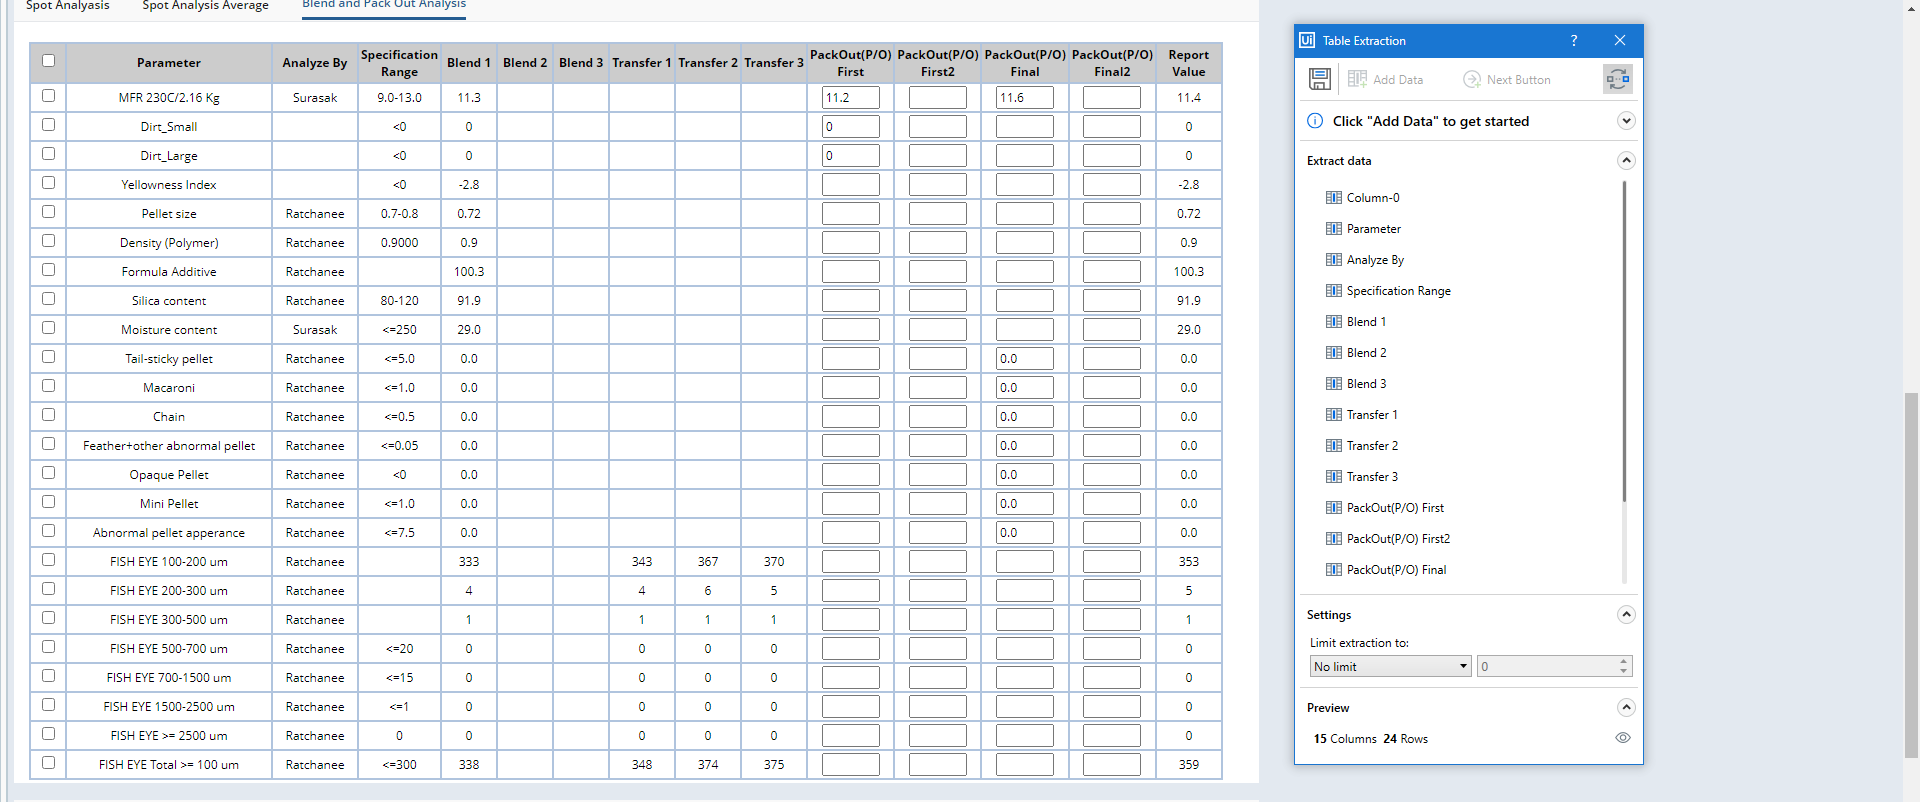 Spot Analyasis Spot Analysis Average Blend and Pack Out Analysis
Parameter Analyze By Specification Range Blend 1 Blend 2 Blend 3 Transfer 1 Transfer 2 Transfer 3 PackOut(P/O) First PackOut(P/O) First2 PackOut(P/O) Final PackOut(P/O) Final2 Report Value
MFR 230C/2.16 Kg Surasak 9.0-13.0 11.3 11.2 11.6 11.4
Dirt_Small <0 0 0 0
Dirt_Large <0 0 0 0
Yellowness Index <0 -2.8 -2.8
Pellet size Ratchanee 0.7-0.8 0.72 0.72
Density (Polymer) Ratchanee 0.9000 0.9 0.9
Formula Additive Ratchanee 100.3 100.3
Silica content Ratchanee 80-120 91.9 91.9
Moisture content Surasak <=250 29.0 29.0
Tail-sticky pellet Ratchanee <=5.0 0.0 0.0 0.0
Macaroni Ratchanee <=1.0 0.0 0.0 0.0
Chain Ratchanee <=0.5 0.0 0.0 0.0
Feather+other abnormal pellet Ratchanee <=0.05 0.0 0.0 0.0
Opaque Pellet Ratchanee <0 0.0 0.0 0.0
Mini Pellet Ratchanee <=1.0 0.0 0.0 0.0
Abnormal pellet apperance Ratchanee <=7.5 0.0 0.0 0.0
FISH EYE 100-200 um Ratchanee 333 343 367 370 353
FISH EYE 200-300 um Ratchanee 4 4 6 5 5
FISH EYE 300-500 um Ratchanee 1 1 1 1 1
FISH EYE 500-700 um Ratchanee <=20 0 0 0 0 0
FISH EYE 700-1500 um Ratchanee <=15 0 0 0 0 0
FISH EYE 1500-2500 um Ratchanee <=1 0 0 0 0 0
FISH EYE >= 2500 um Ratchanee 0 0 0 0 0 0
FISH EYE Total >= 100 um Ratchanee <=300 338 348 374 375 359
Ui Table Extraction ?
Add Data Next Button
Click "Add Data" to get started
Extract data
Column-0
Parameter
Analyze By
Specification Range
Blend 1
Blend 2
Blend 3
Transfer 1
Transfer 2
Transfer 3
PackOut(P/O) First
PackOut(P/O) First2
PackOut(P/O) Final
Settings
Limit extraction to:
No limit 0
Preview
15 Columns 24 Rows